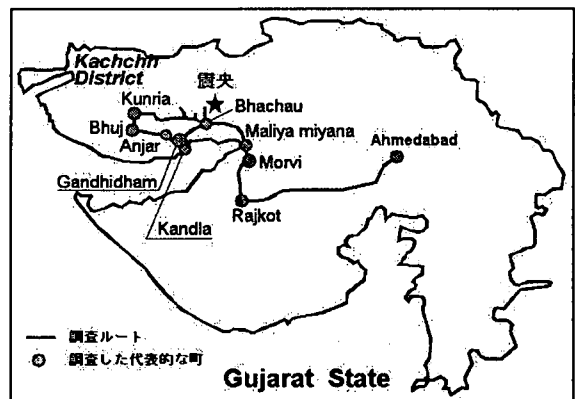 Kachchh
District
震央
Kunria
Bhachau
Bhuj
Maliya miyana
Anjar
Ahmedabad
Morvi
Gandhidham
Rajkot
Kandla
調査ルート
調査した代表的な町
Gujarat State